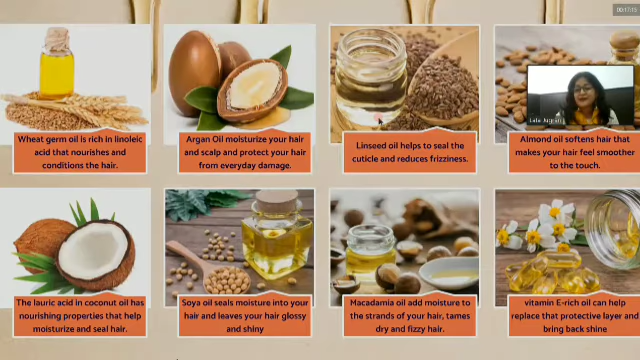 00:17:15
Wheat germ oil is rich in linoleic
acid that nourishes and
conditions the hair.
Argan Oil moisturize your hair
and scalp and protect your hair
from everyday damage.
Linseed oil helps to seal the
cuticle and reduces frizziness.
Almond oil softens hair that
makes your hair feel smoother
to the touch.
The lauric acid in coconut oil has
nourishing properties that help
moisturize and seal hair.
Soya oil seals moisture into your
hair and leaves your hair glossy
and shiny
Macadamia oil add moisture to
the strands of your hair, tames
dry and fizzy hair.
vitamin E-rich oil can help
replace that protective layer and
bring back shine